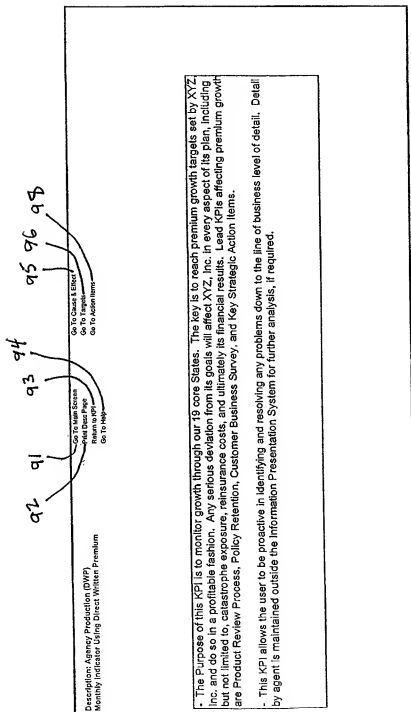 Description: Agency Production (DWP)
Monthly Indicator Using Direct Written Premium
92 91 93 94 95 96 98
Go To Main Screen
Print Desc Page
Return to KPI
Go To Help
Go To Cause & Effect
Go To Targets
Go To Action Items
- The Purpose of this KPI is to monitor growth through our 19 core States. The key is to reach premium growth targets set by XYZ,
Inc. and do so in a profitable fashion. Any serious deviation from its goals will affect XYZ, Inc. in every aspect of its plan, including
but not limited to, catastrophe exposure, reinsurance costs, and ultimately its financial results. Lead KPIs affecting premium growth
are Product Review Process, Policy Retention, Customer Business Survey, and Key Strategic Action Items.
- This KPI allows the user to be proactive in identifying and resolving any problems down to the line of business level of detail. Detail
by agent is maintained outside the Information Presentation System for further analysis, if required.